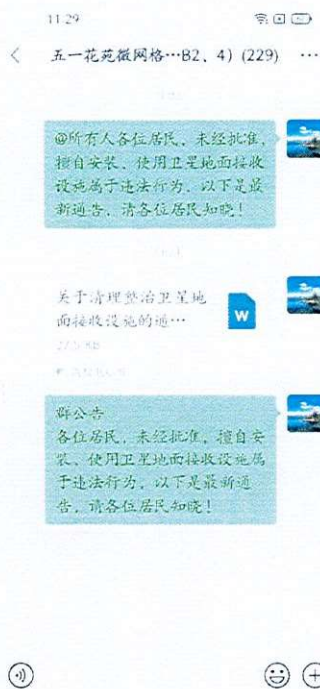 11:29
五一花苑微网格…B2、4) (229)
@所有人各位居民，未经批准，
擅自安装、使用卫星地面接收
设施属于违法行为，以下是最
新通告，请各位居民知晓！
关于清理整治卫星地
面接收设施的通…
W
群公告
各位居民，未经批准，擅自安
装、使用卫星地面接收设施属
于违法行为，以下是最新通
告，请各位居民知晓！